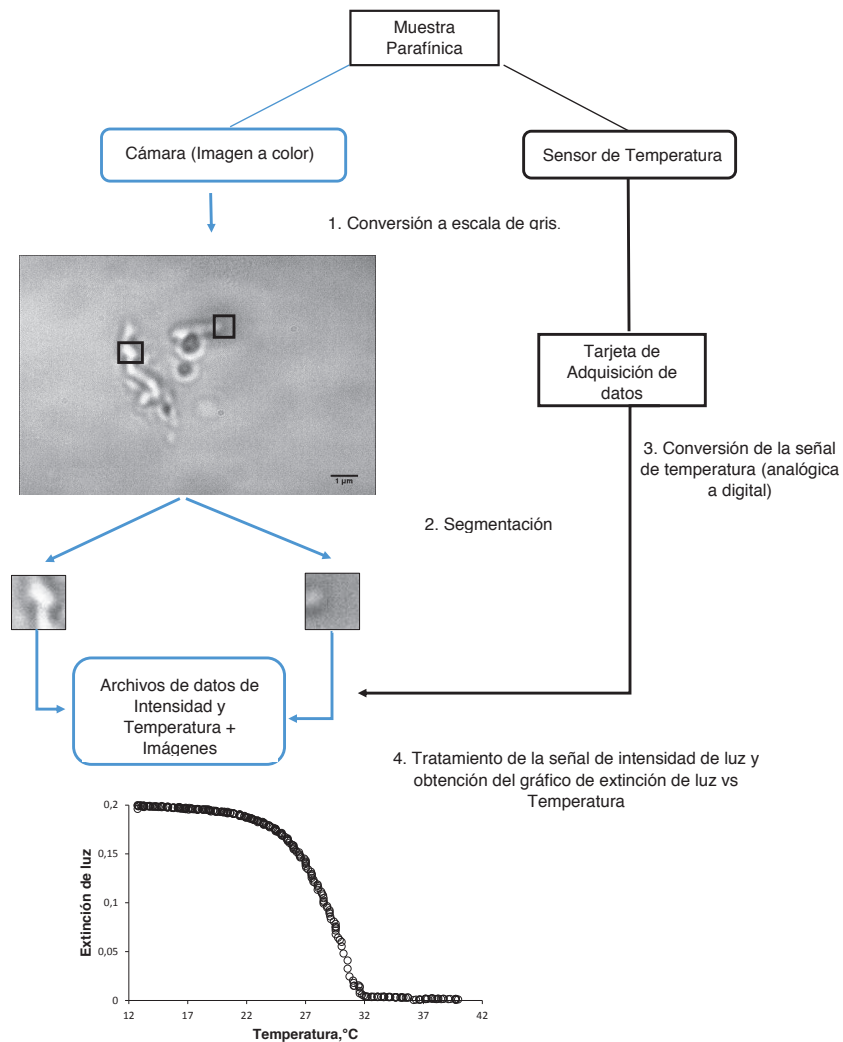 Muestra
Parafínica
Cámara (Imagen a color)
Sensor de Temperatura
1. Conversión a escala de gris.
1 µm
Tarjeta de
Adquisición de
datos
3. Conversión de la señal
de temperatura (analógica
a digital)
2. Segmentación
Archivos de datos de
Intensidad y
Temperatura +
Imágenes
4. Tratamiento de la señal de intensidad de luz y
obtención del gráfico de extinción de luz vs
Temperatura
0,2
0,15
0,1
0,05
0
Extinción de luz
12 17 22 27 32 37 42
Temperatura,°C